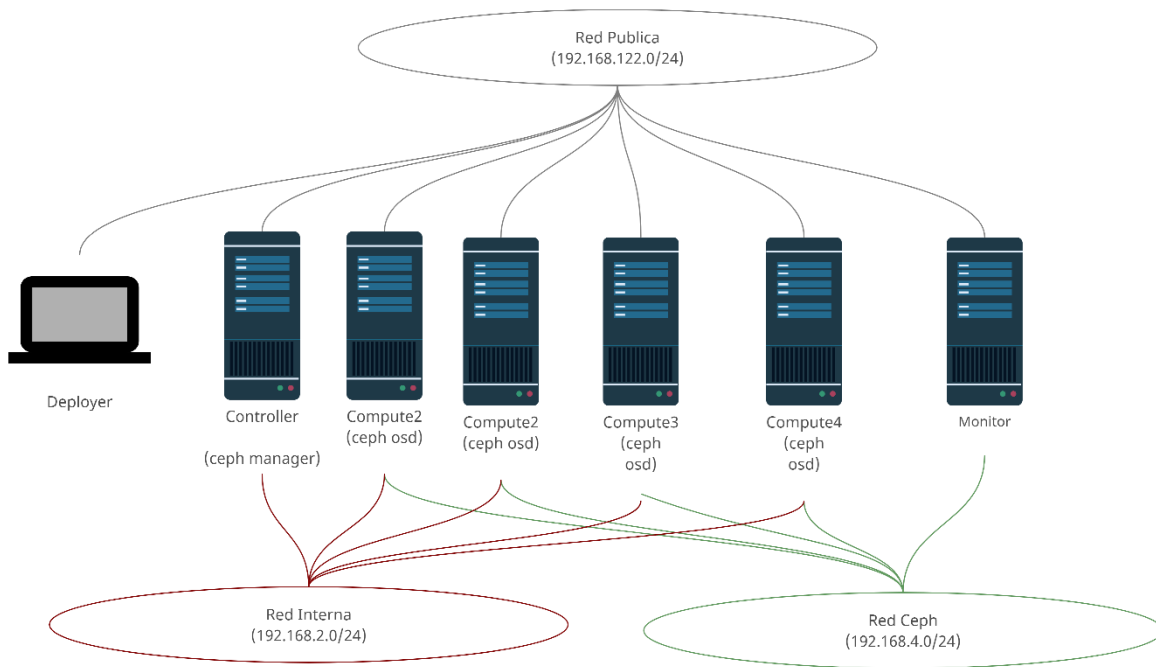 Red Publica
(192.168.122.0/24)
Deployer
Controller
(ceph manager)
Compute2
(ceph osd)
Compute2
(ceph osd)
Compute3
(ceph
osd)
Compute4
(ceph
osd)
Monitor
Red Interna
(192.168.2.0/24)
Red Ceph
(192.168.4.0/24)